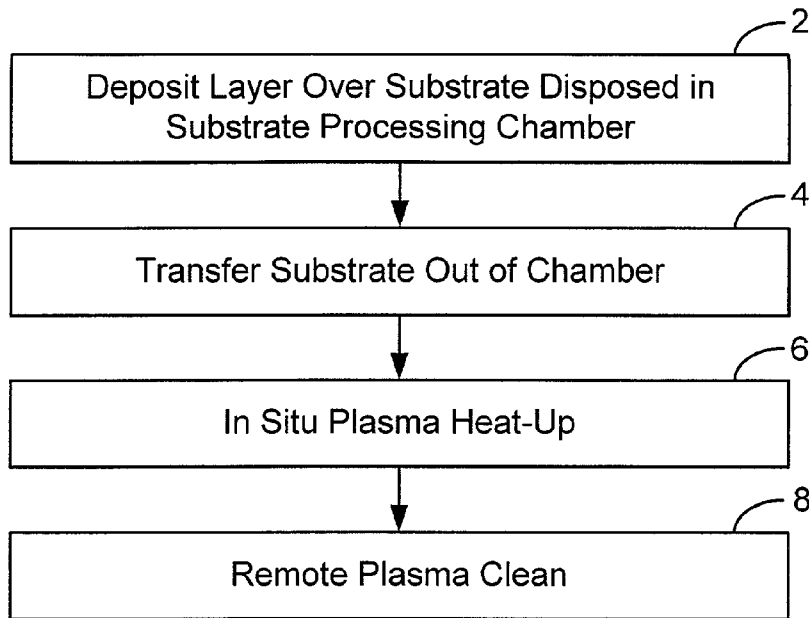 2
Deposit Layer Over Substrate Disposed in
Substrate Processing Chamber
4
Transfer Substrate Out of Chamber
6
In Situ Plasma Heat-Up
8
Remote Plasma Clean